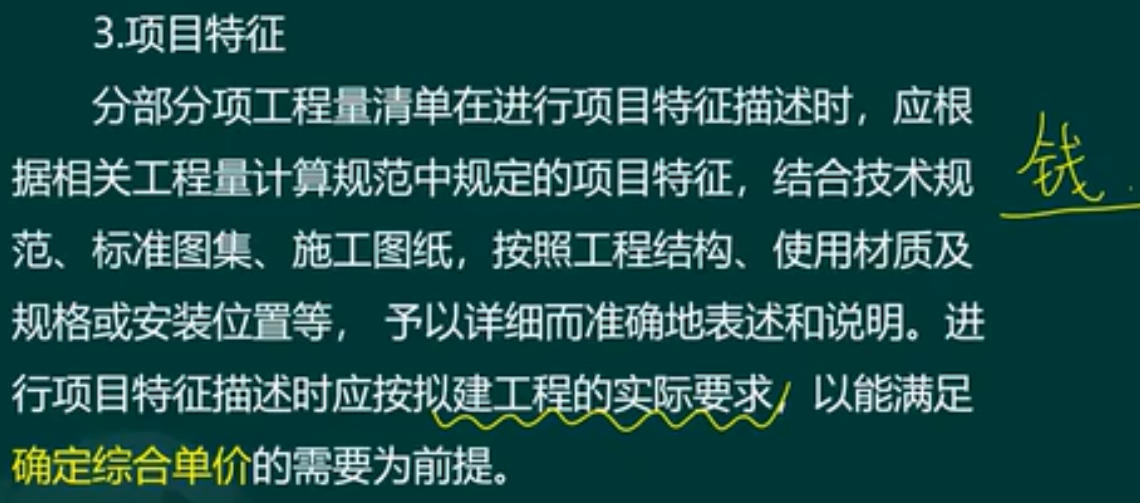 3.项目特征
分部分项工程量清单在进行项目特征描述时，应根
据相关工程量计算规范中规定的项目特征，结合技术规
范、标准图集、施工图纸，按照工程结构、使用材质及
规格或安装位置等， 予以详细而准确地表述和说明。进
行项目特征描述时应按拟建工程的实际要求，以能满足
确定综合单价的需要为前提。
钱